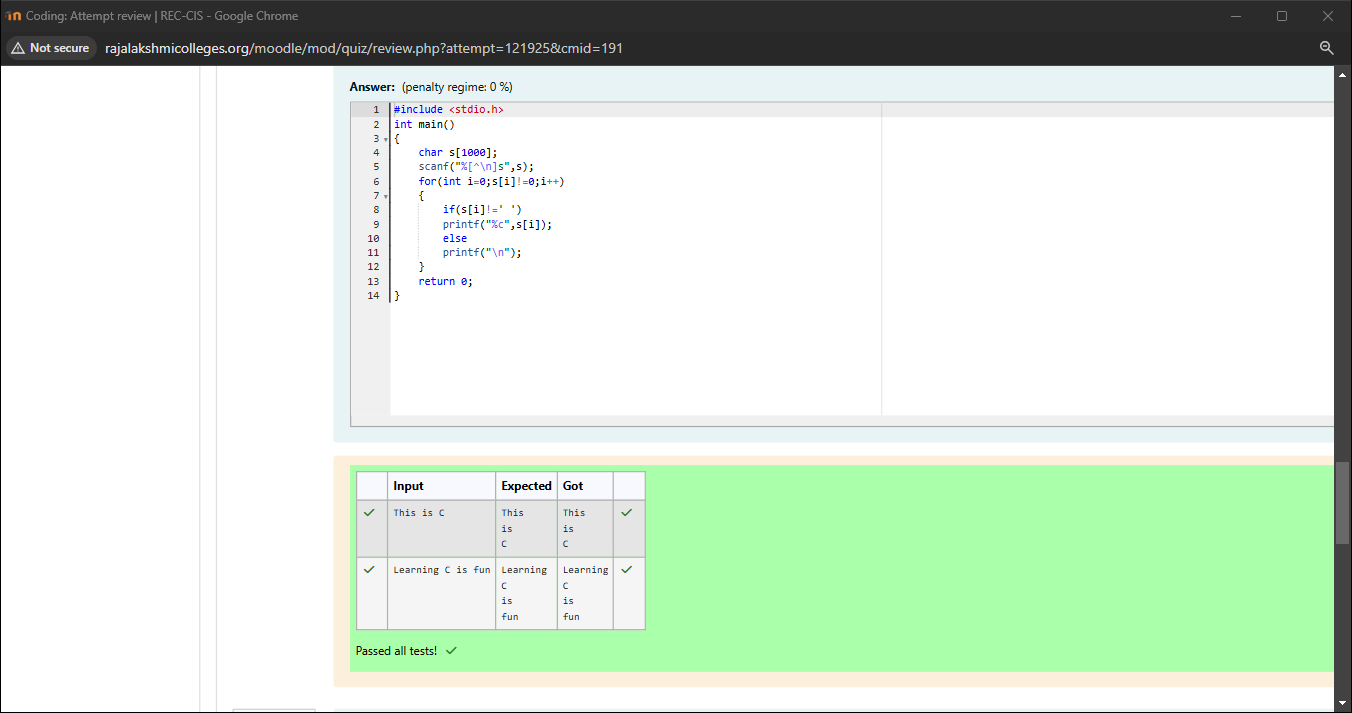 Coding: Attempt review | REC-CIS - Google Chrome
Not secure rajalakshmicolleges.org/moodle/mod/quiz/review.php?attempt=121925&cmid=191
Answer: (penalty regime: 0 %)
1 #include <stdio.h>
2 int main()
3 {
4     char s[1000];
5     scanf("%[^\n]s",s);
6     for(int i=0;s[i]!=0;i++)
7     {
8         if(s[i]!=' ')
9         printf("%c",s[i]);
10         else
11         printf("\n");
12     }
13     return 0;
14 }
Input Expected Got
This is C This This
is is
C C
Learning C is fun Learning Learning
C C
is is
fun fun
Passed all tests!